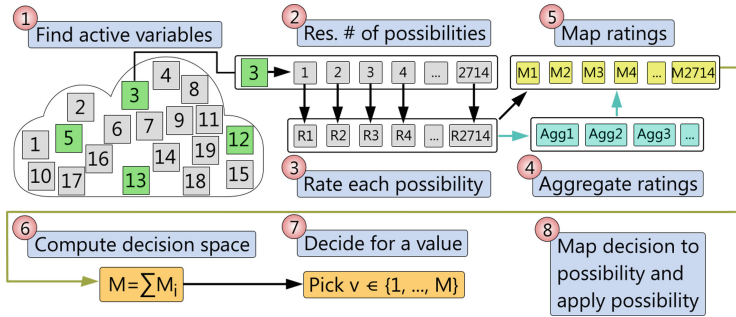 1 Find active variables
2 Res. # of possibilities
5 Map ratings
3 1 2 3 4 ... 2714
M1 M2 M3 M4 ... M2714
R1 R2 R3 R4 ... R2714
Agg1 Agg2 Agg3 ...
4
3 8
2
6 7 9 11
1 5 12
16 14 19
10 17 13 18 15
3 Rate each possibility
4 Aggregate ratings
6 Compute decision space
7 Decide for a value
8 Map decision to
possibility and
apply possibility
M=∑Mᵢ
Pick v ∈ {1, ..., M}